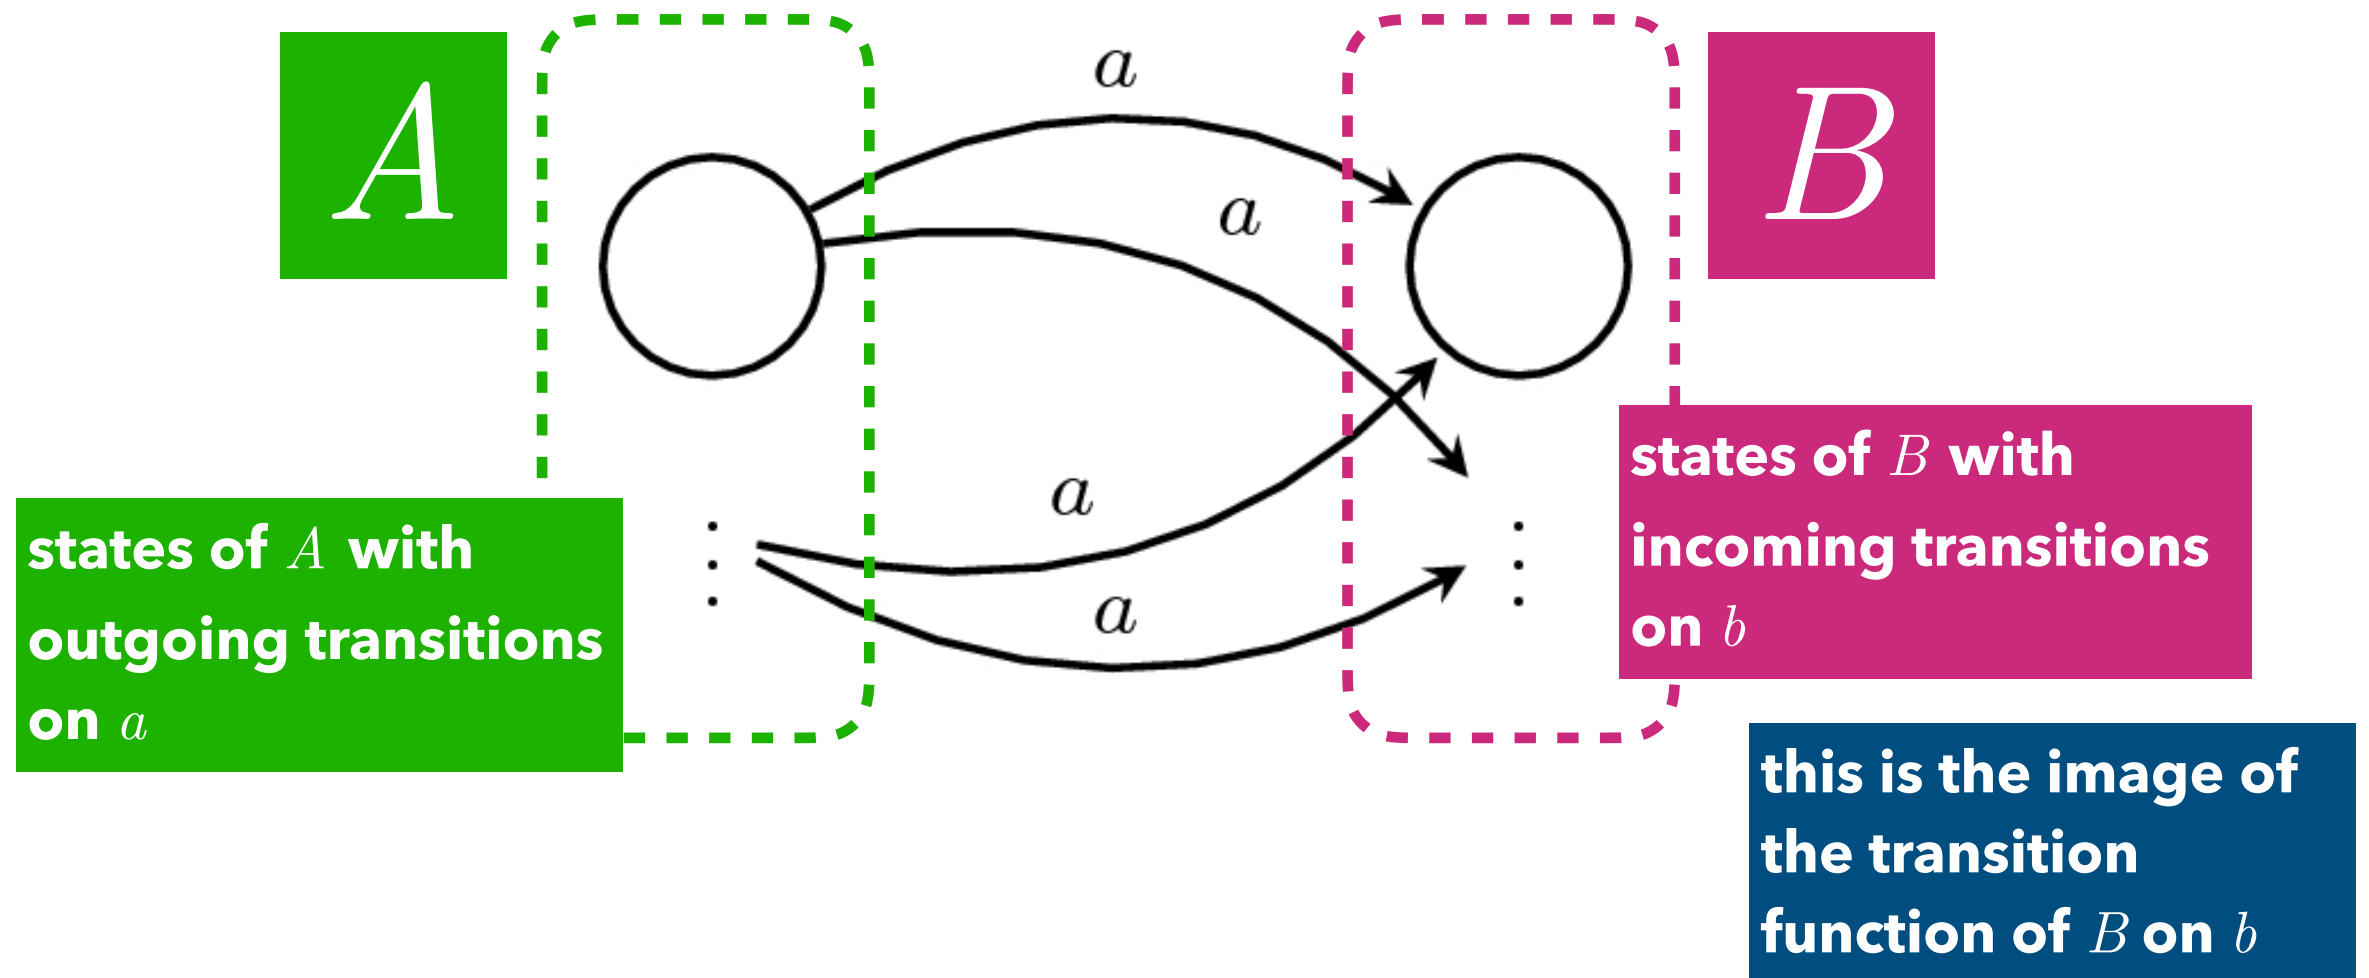 A
B
a
a
a
a
states of A with
outgoing transitions
on a
states of B with
incoming transitions
on b
this is the image of
the transition
function of B on b